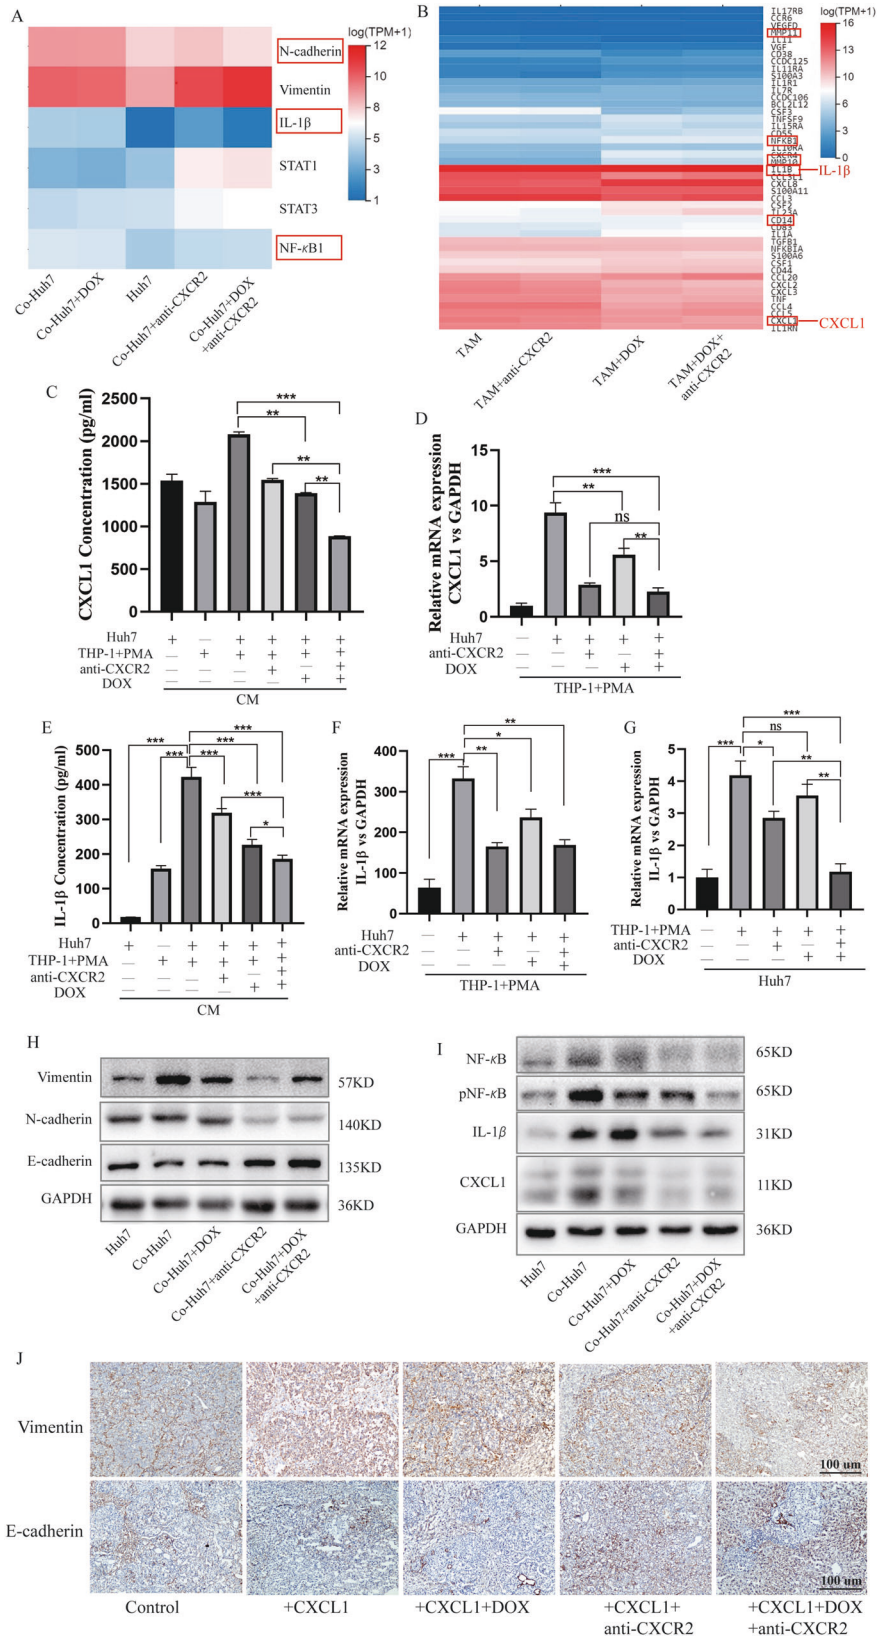 A
log(TPM+1)
N-cadherin
Vimentin
IL-1β
STAT1
STAT3
NF-κB1
12
10
8
6
3
1
Co-Huh7
Co-Huh7+DOX
Huh7
Co-Huh7+anti-CXCR2
Co-Huh7+DOX
+anti-CXCR2
B
log(TPM+1)
16
13
10
6
3
0
IL17RB
CCR6
VEGFD
MMP11
IL11
VGF
CD38
CCDC125
IL11RA
S100A3
IL1R1
IL7R
CCDC106
BCL2L12
CSF3
TNFSF9
IL15RA
CD55
NFKB1
IL10RA
CXCR4
MMP10
IL1B
CCL3L1
CXCL8
S100A11
CCL3
CSF2
IL23A
CD14
CD83
IL1A
TGFB1
NFKBIA
S100A6
CSF1
CD44
CCL20
CXCL2
CXCL3
TNF
CCL4
CCL5
CXCL1
IL1RN
IL-1β
CXCL1
TAM
TAM+anti-CXCR2
TAM+DOX
TAM+DOX+
anti-CXCR2
C
CXCL1 Concentration (pg/ml)
2500
2000
1500
1000
500
0
***
**
**
**
Huh7 + — + + + +
THP-1+PMA — + + + + +
anti-CXCR2 — — — + — +
DOX — — — — + +
CM
D
Relative mRNA expression
CXCL1 vs GAPDH
15
10
5
0
***
**
ns
**
Huh7 — + + + +
anti-CXCR2 — — + — +
DOX — — — + +
THP-1+PMA
E
IL-1β Concentration (pg/ml)
500
400
300
200
100
0
***
***
***
***
***
***
*
Huh7 + — + + + +
THP-1+PMA — + + + + +
anti-CXCR2 — — — + — +
DOX — — — — + +
CM
F
Relative mRNA expression
IL-1β vs GAPDH
400
300
200
100
0
**
*
***
**
Huh7 — + + + +
anti-CXCR2 — — + — +
DOX — — — + +
THP-1+PMA
G
Relative mRNA expression
IL-1β vs GAPDH
5
4
3
2
1
0
***
ns
***
*
**
**
THP-1+PMA — + + + +
anti-CXCR2 — — + — +
DOX — — — + +
Huh7
H
Vimentin 57KD
N-cadherin 140KD
E-cadherin 135KD
GAPDH 36KD
Huh7
Co-Huh7
Co-Huh7+DOX
Co-Huh7+anti-CXCR2
Co-Huh7+DOX
+anti-CXCR2
I
NF-κB 65KD
pNF-κB 65KD
IL-1β 31KD
CXCL1 11KD
GAPDH 36KD
Huh7
Co-Huh7
Co-Huh7+DOX
Co-Huh7+anti-CXCR2
Co-Huh7+DOX
+anti-CXCR2
J
Vimentin
100 um
E-cadherin
100 um
Control
+CXCL1
+CXCL1+DOX
+CXCL1+
anti-CXCR2
+CXCL1+DOX
+anti-CXCR2